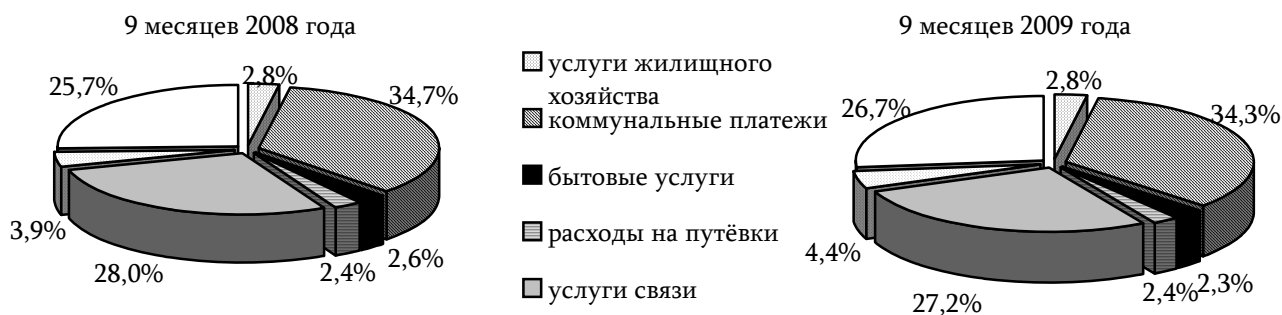 9 месяцев 2008 года
25,7%
2,8%
34,7%
3,9%
28,0%
2,4%
2,6%
услуги жилищного
хозяйства
коммунальные платежи
бытовые услуги
расходы на путёвки
услуги связи
9 месяцев 2009 года
26,7%
2,8%
34,3%
4,4%
27,2%
2,4%
2,3%